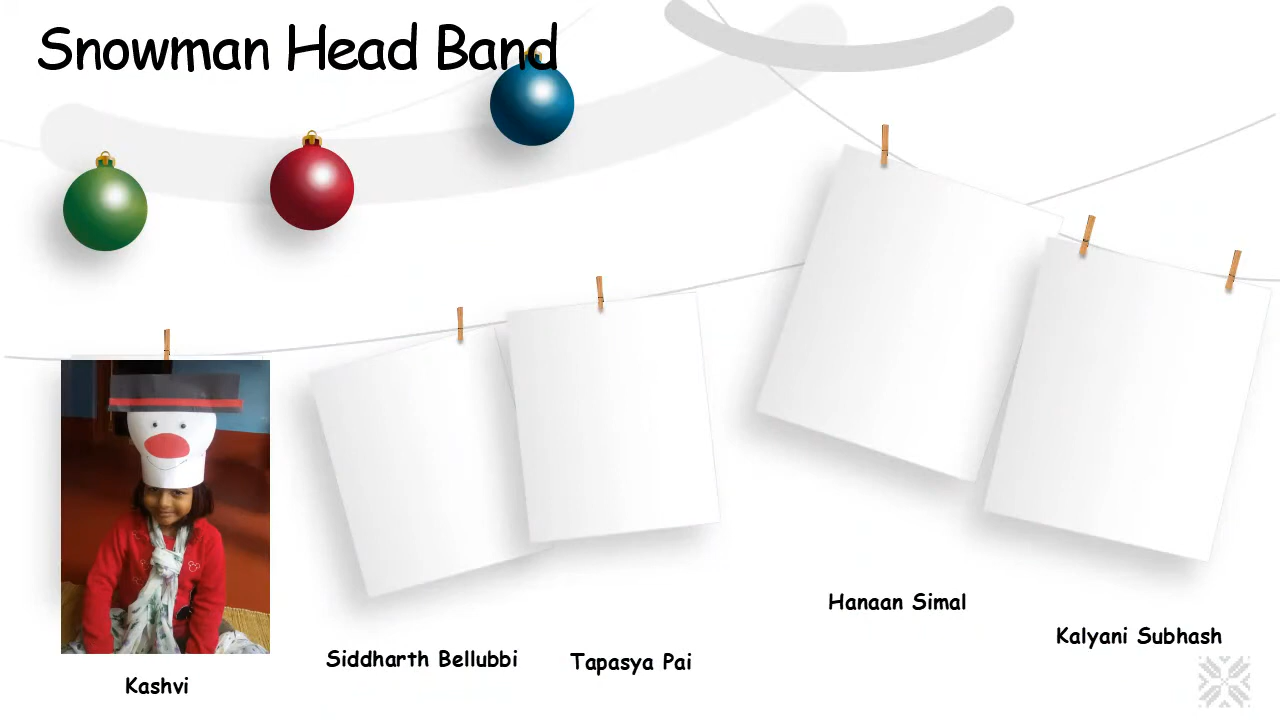 Snowman Head Band
Hanaan Simal
Kalyani Subhash
Siddharth Bellubbi
Tapasya Pai
Kashvi